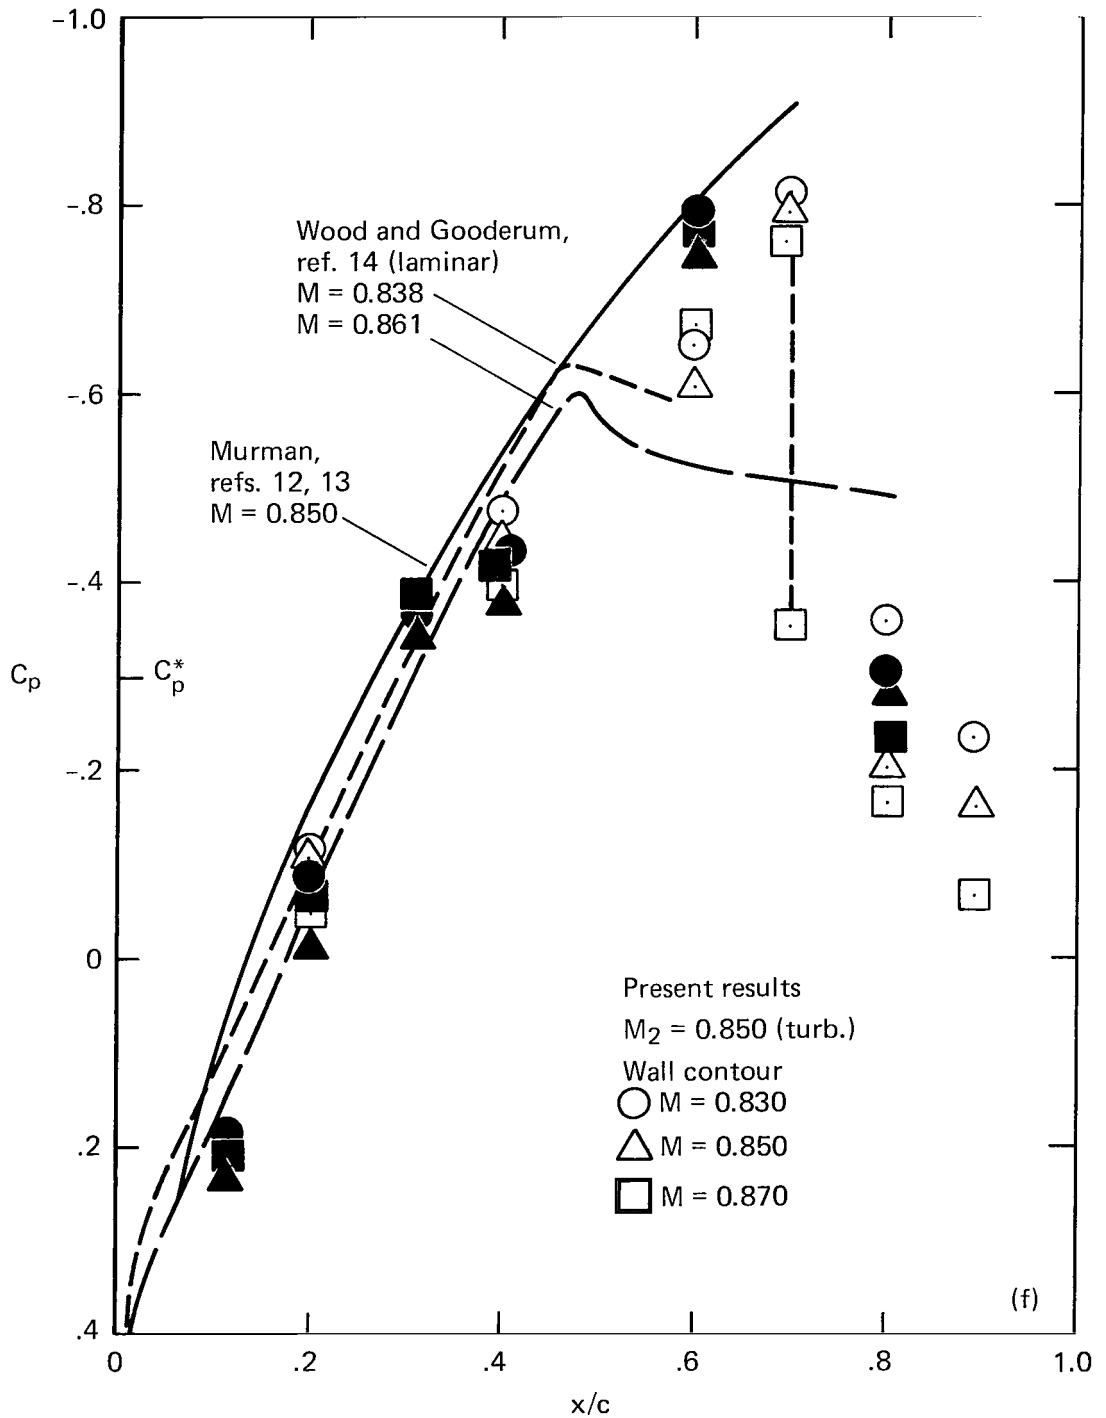 -1.0
-.8
Wood and Gooderum,
ref. 14 (laminar)
M = 0.838
M = 0.861
-.6
Murman,
refs. 12, 13
M = 0.850
-.4
Cp
C*p
-.2
0
Present results
M2 = 0.850 (turb.)
Wall contour
M = 0.830
.2
M = 0.850
M = 0.870
(f)
.4
0 .2 .4 .6 .8 1.0
x/c